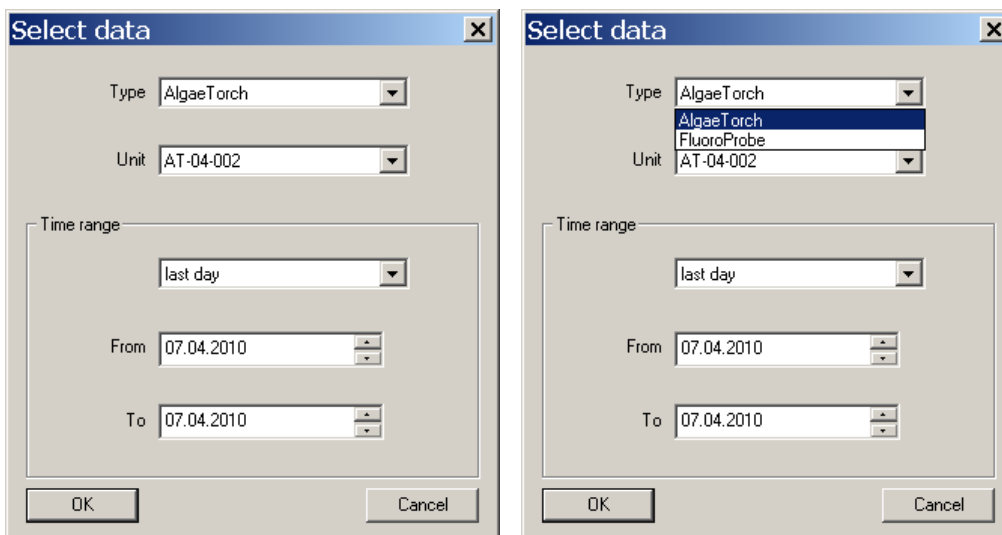 Select data
Type AlgaeTorch
Unit AT-04-002
Time range
last day
From 07.04.2010
To 07.04.2010
OK Cancel
Select data
Type AlgaeTorch
AlgaeTorch
FluoroProbe
Unit AT-04-002
Time range
last day
From 07.04.2010
To 07.04.2010
OK Cancel